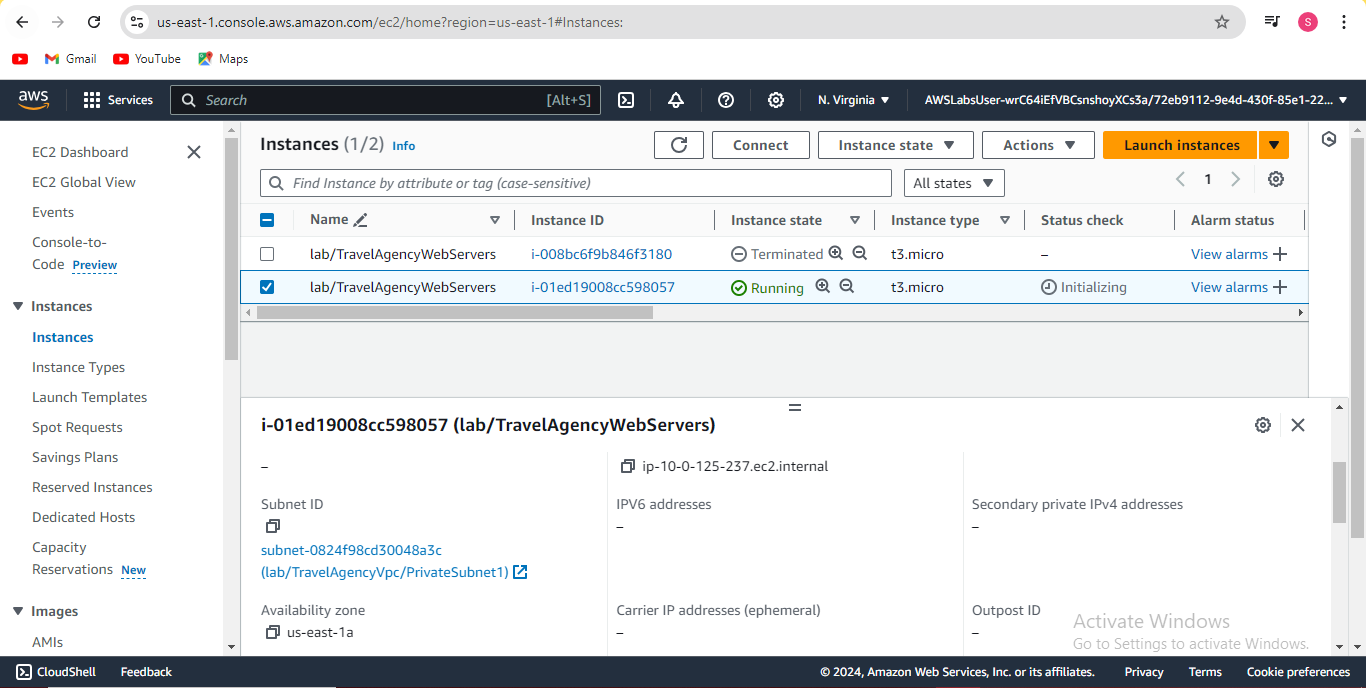 us-east-1.console.aws.amazon.com/ec2/home?region=us-east-1#Instances:
S
Gmail
YouTube
Maps
aws
Services
Search
[Alt+S]
N. Virginia
AWSLabsUser-wrC64iEfVBCsnshoyXCs3a/72eb9112-9e4d-430f-85e1-22...
EC2 Dashboard
EC2 Global View
Events
Console-to-
Code Preview
Instances
Instances
Instance Types
Launch Templates
Spot Requests
Savings Plans
Reserved Instances
Dedicated Hosts
Capacity
Reservations New
Images
AMIs
Instances (1/2) Info
Connect
Instance state
Actions
Launch instances
Find Instance by attribute or tag (case-sensitive)
All states
1
Name Instance ID Instance state Instance type Status check Alarm status
lab/TravelAgencyWebServers i-008bc6f9b846f3180 Terminated t3.micro – View alarms
lab/TravelAgencyWebServers i-01ed19008cc598057 Running t3.micro Initializing View alarms
i-01ed19008cc598057 (lab/TravelAgencyWebServers)
–
ip-10-0-125-237.ec2.internal
Subnet ID
subnet-0824f98cd30048a3c
(lab/TravelAgencyVpc/PrivateSubnet1)
IPV6 addresses
–
Secondary private IPv4 addresses
–
Availability zone
us-east-1a
Carrier IP addresses (ephemeral)
–
Outpost ID
–
Activate Windows
Go to Settings to activate Windows.
CloudShell
Feedback
© 2024, Amazon Web Services, Inc. or its affiliates.
Privacy
Terms
Cookie preferences